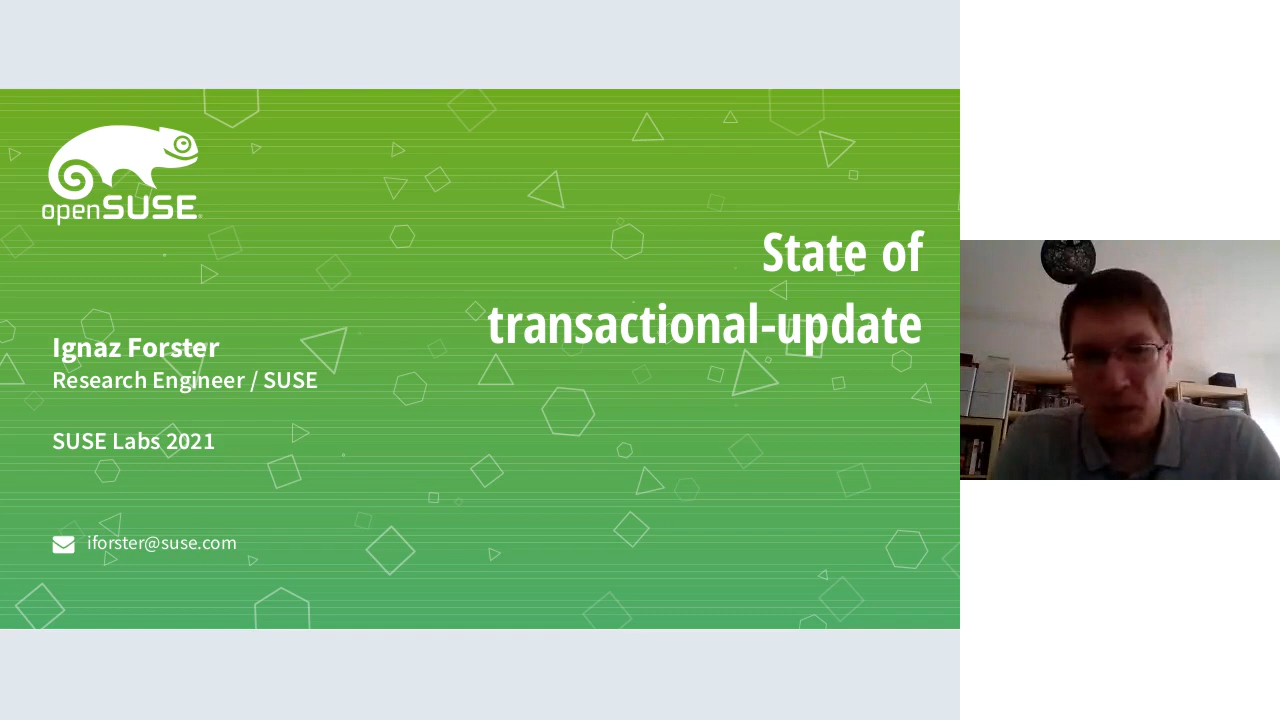 openSUSE
State of
transactional-update
Ignaz Forster
Research Engineer / SUSE
SUSE Labs 2021
iforster@suse.com